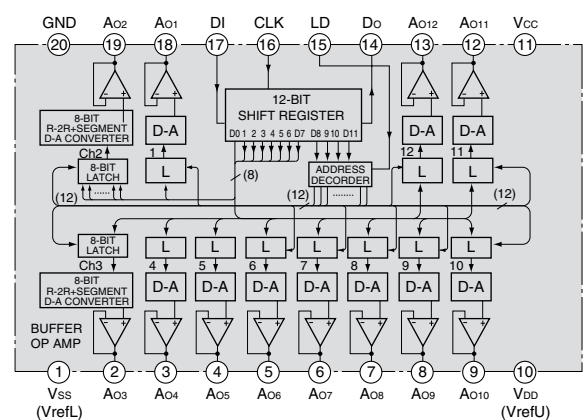 GND AO2 AO1 DI CLK LD DO AO12 AO11 VCC
20 19 18 17 16 15 14 13 12 11
8-BIT
R-2R+SEGMENT
D-A CONVERTER
Ch2
8-BIT
LATCH
D-A
1
L
12-BIT
SHIFT REGISTER
D0 1 2 3 4 5 6 D7 D8 9 10 D11
(8)
ADDRESS
DECORDER
D-A D-A
12 11
L L
(12) (12) (12)
8-BIT
LATCH
Ch3
8-BIT
R-2R+SEGMENT
D-A CONVERTER
L L L L L L L
4 5 6 7 8 9 10
D-A D-A D-A D-A D-A D-A D-A
BUFFER
OP AMP
1 2 3 4 5 6 7 8 9 10
VSS AO3 AO4 AO5 AO6 AO7 AO8 AO9 AO10 VDD
(VrefL) (VrefU)